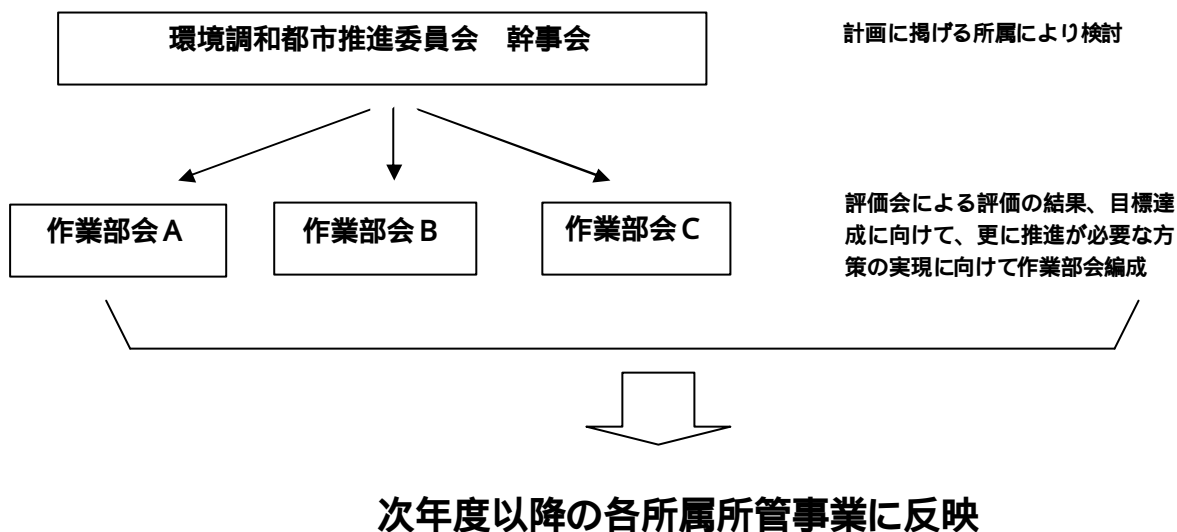 環境調和都市推進委員会　幹事会
計画に掲げる所属により検討
作業部会Ａ
作業部会Ｂ
作業部会Ｃ
評価会による評価の結果、目標達
成に向けて、更に推進が必要な方
策の実現に向けて作業部会編成
次年度以降の各所属所管事業に反映